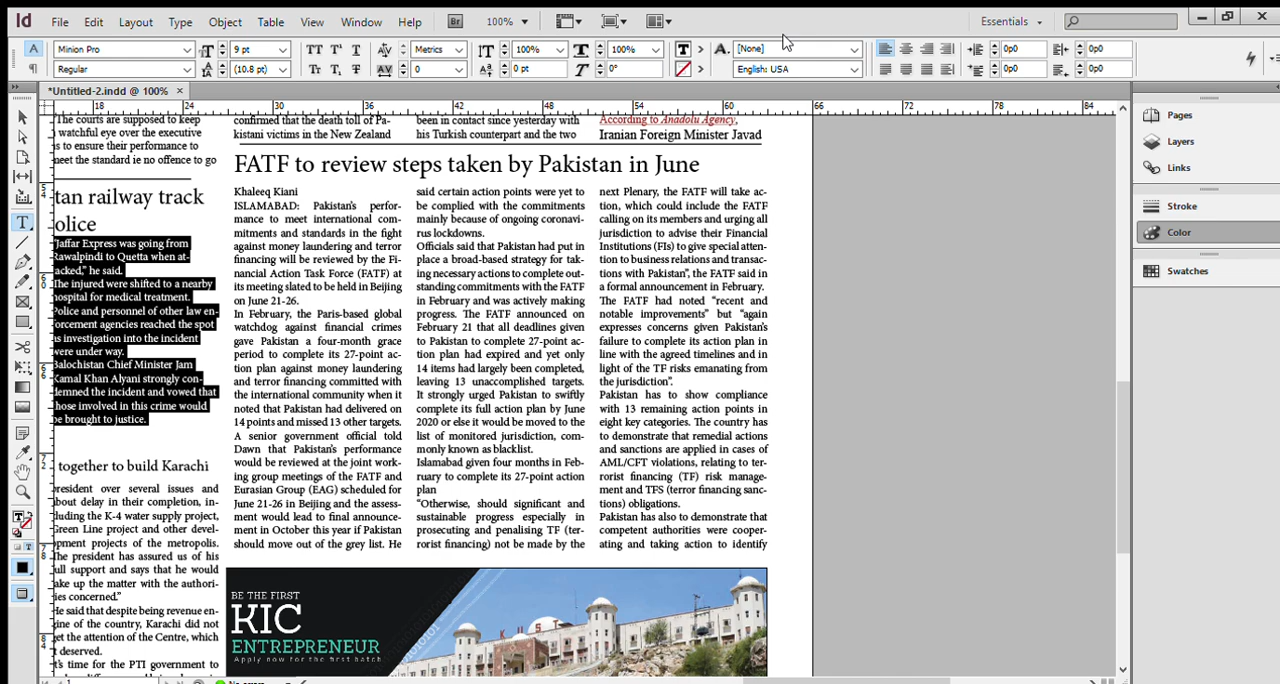 Id File Edit Layout Type Object Table View Window Help Br 100% Essentials
Minion Pro 9 pt Metrics 100% 100% [None] 0p0 0p0
Regular (10.8 pt) 0 0 pt 0° English: USA 0p0 0p0
*Untitled-2.indd @ 100% ×
18 30 36 42 48 54 60 66 72 78 84
The courts are supposed to keep
watchful eye over the executive
s to ensure their performance to
meet the standard ie no offence to go
tan railway track
olice
"Jaffar Express was going from
Rawalpindi to Quetta when at-
acked," he said.
The injured were shifted to a nearby
hospital for medical treatment.
Police and personnel of other law en-
orcement agencies reached the spot
as investigation into the incident
were under way.
Balochistan Chief Minister Jam
Kamal Khan Alyani strongly con-
demned the incident and vowed that
hose involved in this crime would
be brought to justice.
together to build Karachi
president over several issues and
about delay in their completion, in-
luding the K-4 water supply project,
Green Line project and other devel-
opment projects of the metropolis.
The president has assured us of his
ull support and says that he would
ake up the matter with the authori-
ies concerned."
He said that despite being revenue en-
gine of the country, Karachi did not
get the attention of the Centre, which
t deserved.
t's time for the PTI government to
confirmed that the death toll of Pa-
kistani victims in the New Zealand
been in contact since yesterday with
his Turkish counterpart and the two
According to Anadolu Agency,
Iranian Foreign Minister Javad
FATF to review steps taken by Pakistan in June
Khaleeq Kiani
ISLAMABAD: Pakistan's perfor-
mance to meet international com-
mitments and standards in the fight
against money laundering and terror
financing will be reviewed by the Fi-
nancial Action Task Force (FATF) at
its meeting slated to be held in Beijing
on June 21-26.
In February, the Paris-based global
watchdog against financial crimes
gave Pakistan a four-month grace
period to complete its 27-point ac-
tion plan against money laundering
and terror financing committed with
the international community when it
noted that Pakistan had delivered on
14 points and missed 13 other targets.
A senior government official told
Dawn that Pakistan's performance
would be reviewed at the joint work-
ing group meetings of the FATF and
Eurasian Group (EAG) scheduled for
June 21-26 in Beijing and the assess-
ment would lead to final announce-
ment in October this year if Pakistan
should move out of the grey list. He
said certain action points were yet to
be complied with the commitments
mainly because of ongoing coronavi-
rus lockdowns.
Officials said that Pakistan had put in
place a broad-based strategy for tak-
ing necessary actions to complete out-
standing commitments with the FATF
in February and was actively making
progress. The FATF announced on
February 21 that all deadlines given
to Pakistan to complete 27-point ac-
tion plan had expired and yet only
14 items had largely been completed,
leaving 13 unaccomplished targets.
It strongly urged Pakistan to swiftly
complete its full action plan by June
2020 or else it would be moved to the
list of monitored jurisdiction, com-
monly known as blacklist.
Islamabad given four months in Feb-
ruary to complete its 27-point action
plan
"Otherwise, should significant and
sustainable progress especially in
prosecuting and penalising TF (ter-
rorist financing) not be made by the
next Plenary, the FATF will take ac-
tion, which could include the FATF
calling on its members and urging all
jurisdiction to advise their Financial
Institutions (FIs) to give special atten-
tion to business relations and transac-
tions with Pakistan", the FATF said in
a formal announcement in February.
The FATF had noted "recent and
notable improvements" but "again
expresses concerns given Pakistan's
failure to complete its action plan in
line with the agreed timelines and in
light of the TF risks emanating from
the jurisdiction".
Pakistan has to show compliance
with 13 remaining action points in
eight key categories. The country has
to demonstrate that remedial actions
and sanctions are applied in cases of
AML/CFT violations, relating to ter-
rorist financing (TF) risk manage-
ment and TFS (terror financing sanc-
tions) obligations.
Pakistan has also to demonstrate that
competent authorities were cooper-
ating and taking action to identify
BE THE FIRST
KIC
ENTREPRENEUR
Apply now for the first batch
KUST
Pages
Layers
Links
Stroke
Color
Swatches